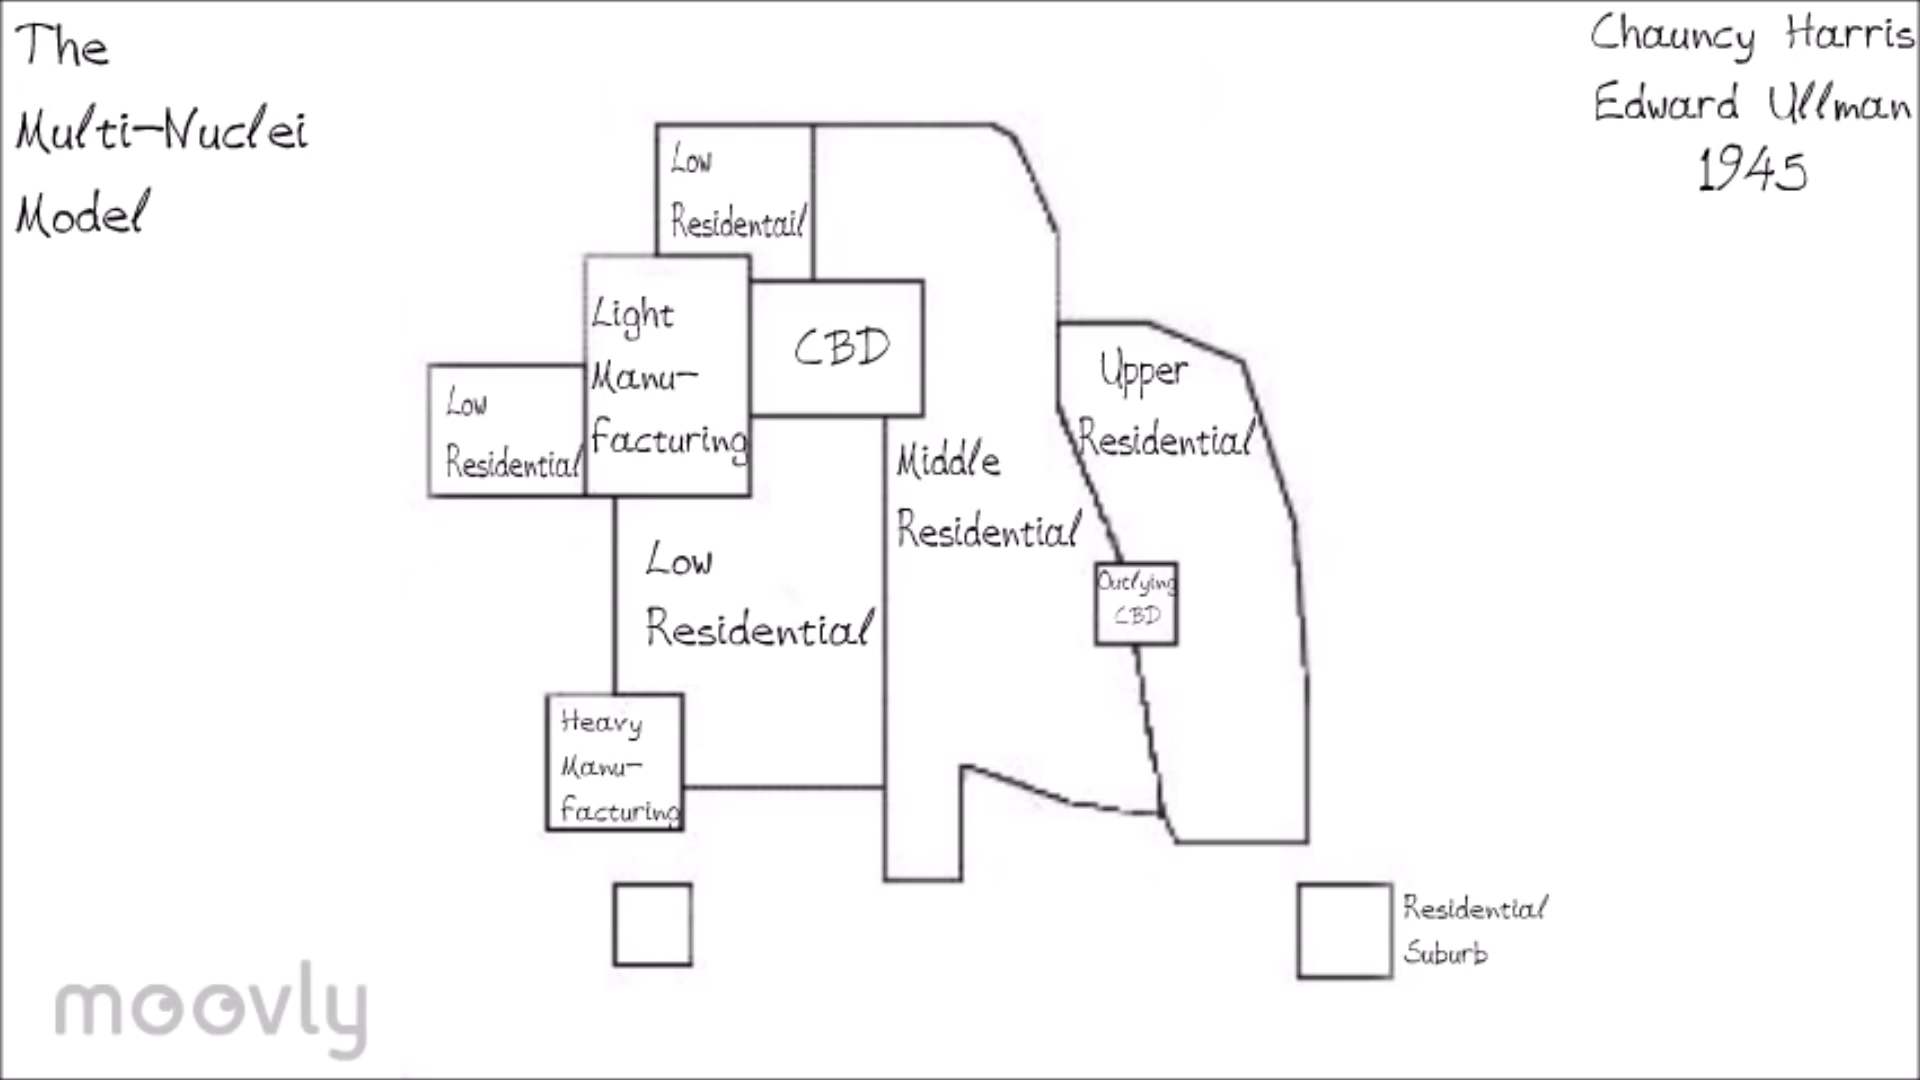 The
Multi-Nuclei
Model
Chauncy Harris
Edward Ullman
1945
Low
Residentail
Light
Manu-
facturing
CBD
Low
Residential
Upper
Residential
Middle
Residential
Low
Residential
Outlying
CBD
Heavy
Manu-
facturing
Residential
Suburb
moovly